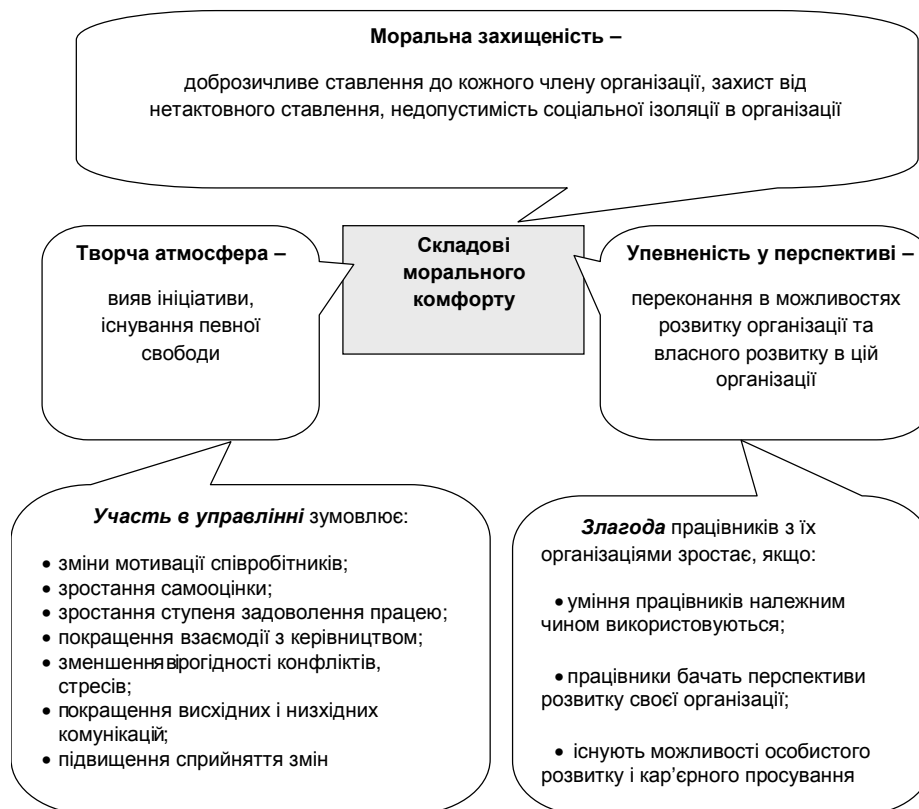 Моральна захищеність –
доброзичливе ставлення до кожного члену організації, захист від
нетактовного ставлення, недопустимість соціальної ізоляції в організації
Творча атмосфера –
вияв ініціативи,
існування певної
свободи
Складові
морального
комфорту
Упевненість у перспективі –
переконання в можливостях
розвитку організації та
власного розвитку в цій
організації
Участь в управлінні зумовлює:
• зміни мотивації співробітників;
• зростання самооцінки;
• зростання ступеня задоволення працею;
• покращення взаємодії з керівництвом;
• зменшення вірогідності конфліктів,
стресів;
• покращення висхідних і низхідних
комунікацій;
• підвищення сприйняття змін
Злагода працівників з їх
організаціями зростає, якщо:
• уміння працівників належним
чином використовуються;
• працівники бачать перспективи
розвитку своєї організації;
• існують можливості особистого
розвитку і кар’єрного просування